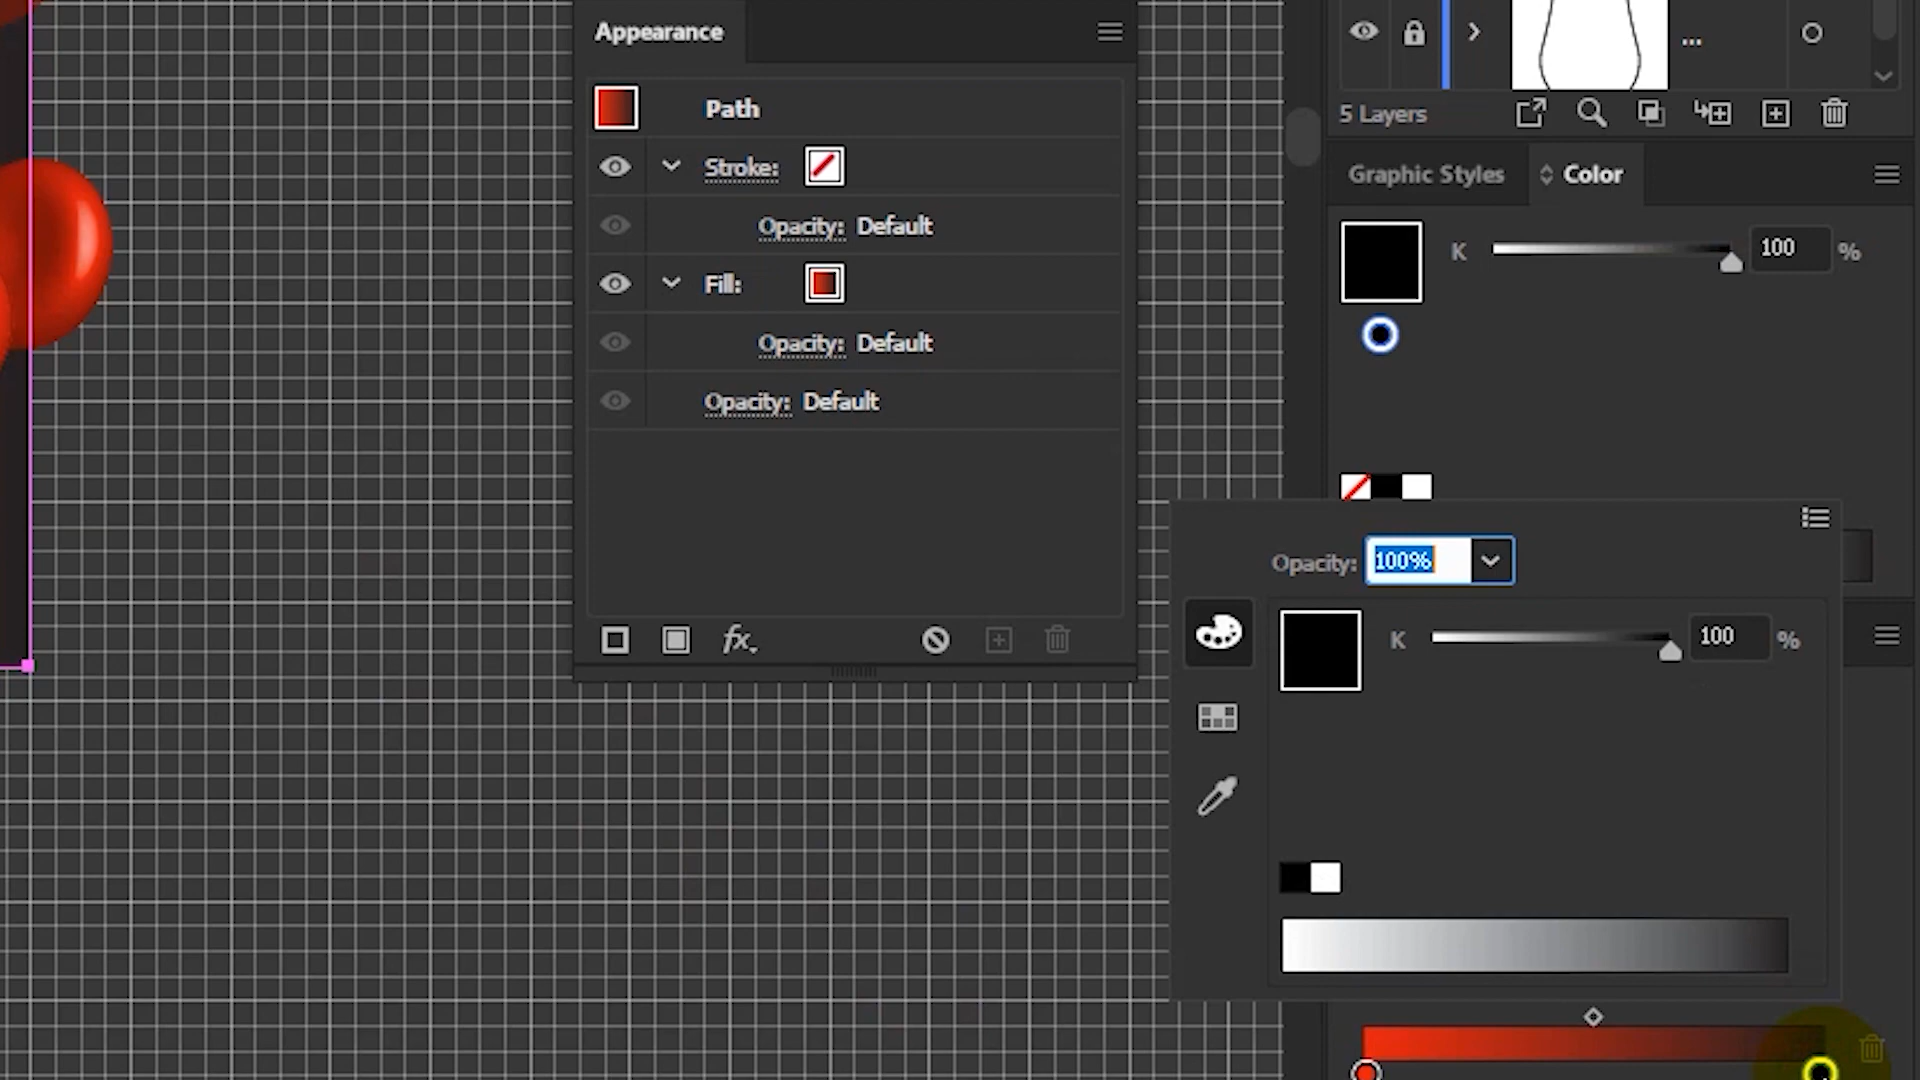 Appearance
Path
Stroke:
Opacity: Default
Fill:
Opacity: Default
Opacity: Default
fx
...
5 Layers
Graphic Styles
Color
K 100 %
Opacity: 100%
K 100 %